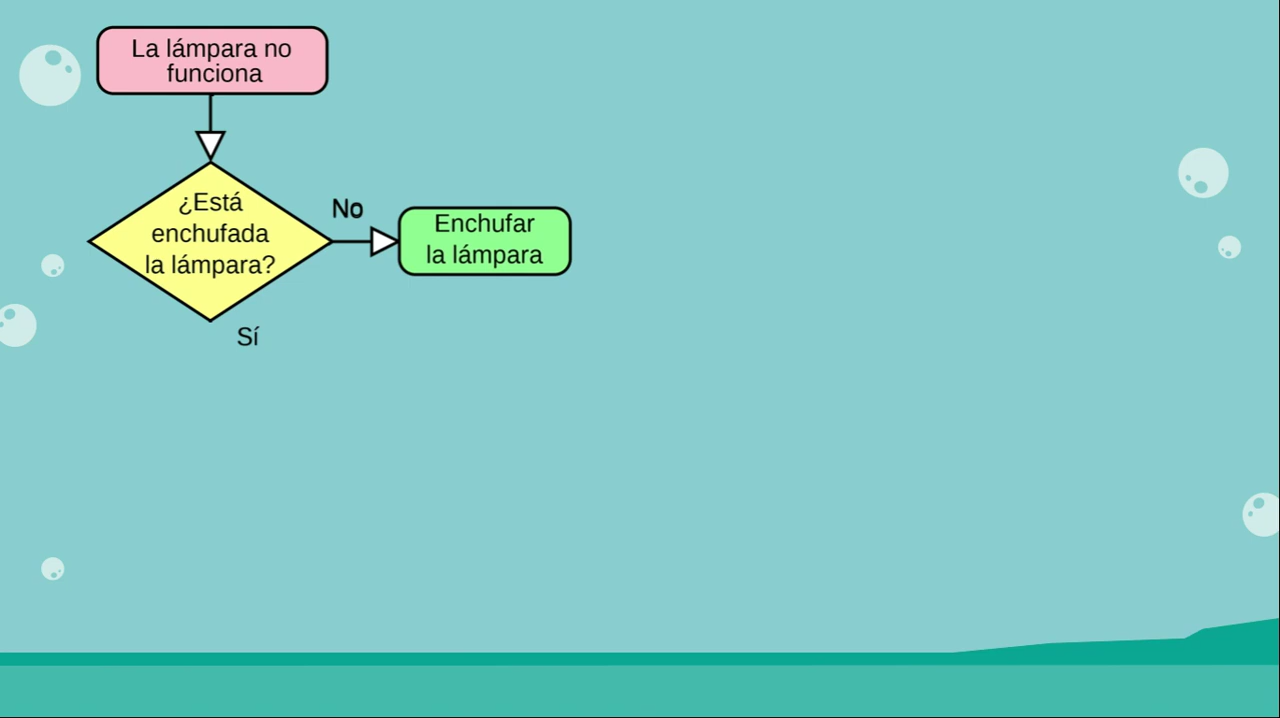 La lámpara no
funciona
¿Está
enchufada
la lámpara?
No
Enchufar
la lámpara
Sí